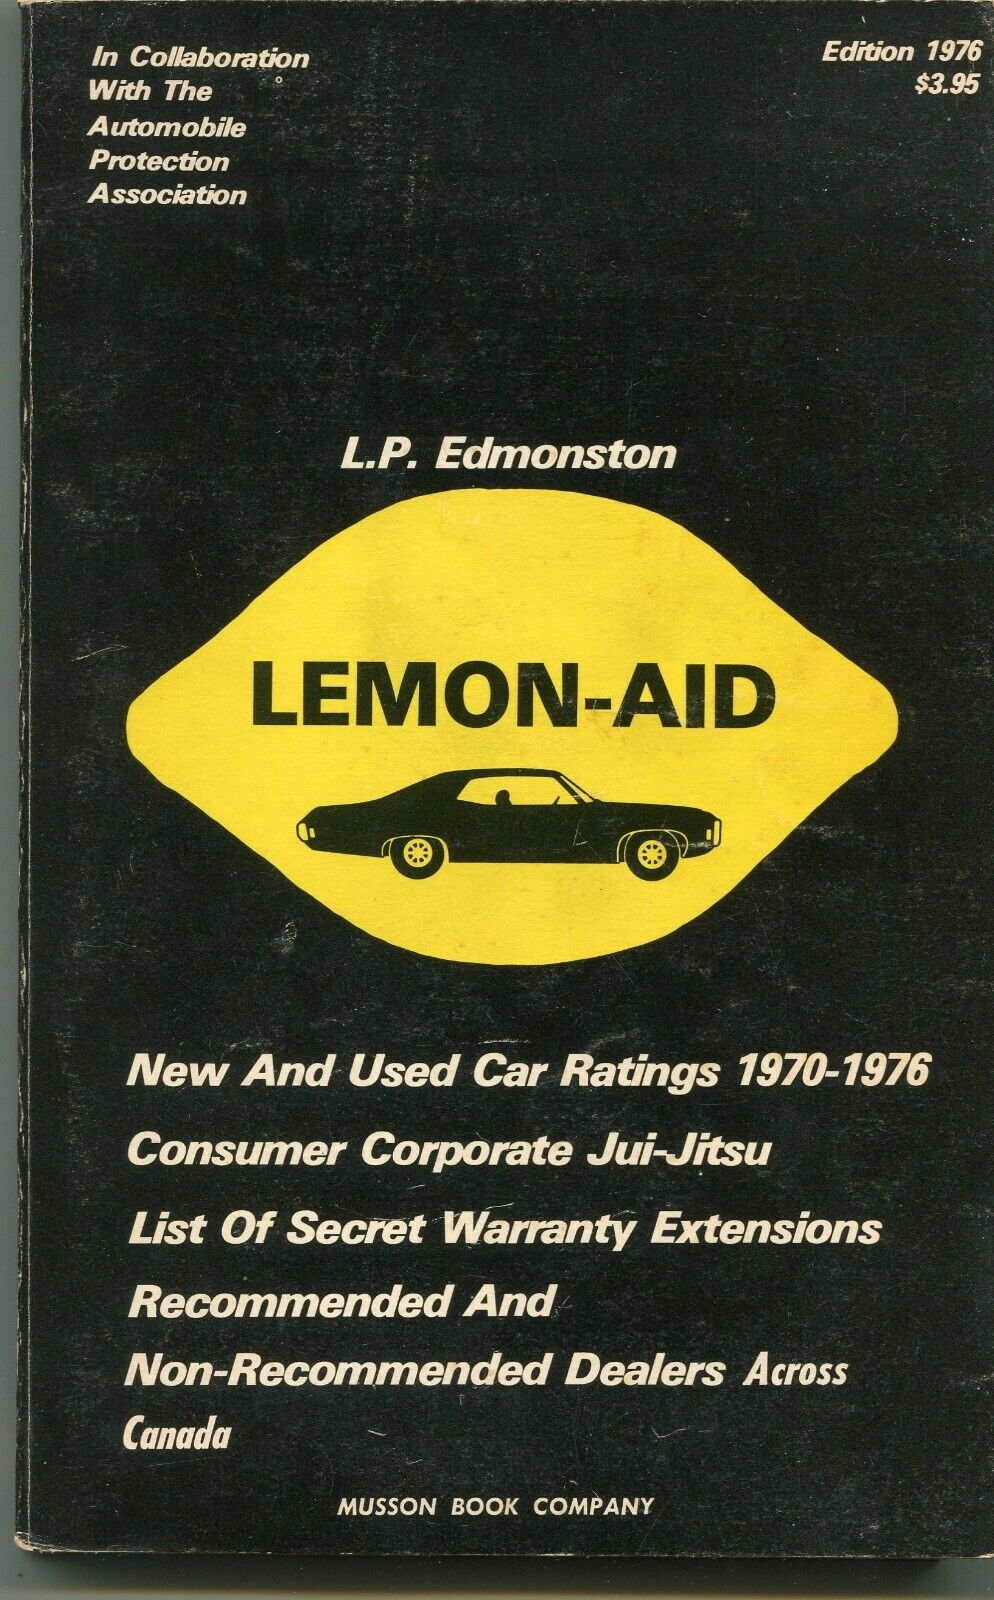 In Collaboration
With The
Automobile
Protection
Association
Edition 1976
$3.95
L.P. Edmonston
LEMON-AID
New And Used Car Ratings 1970-1976
Consumer Corporate Jui-Jitsu
List Of Secret Warranty Extensions
Recommended And
Non-Recommended Dealers Across
Canada
MUSSON BOOK COMPANY